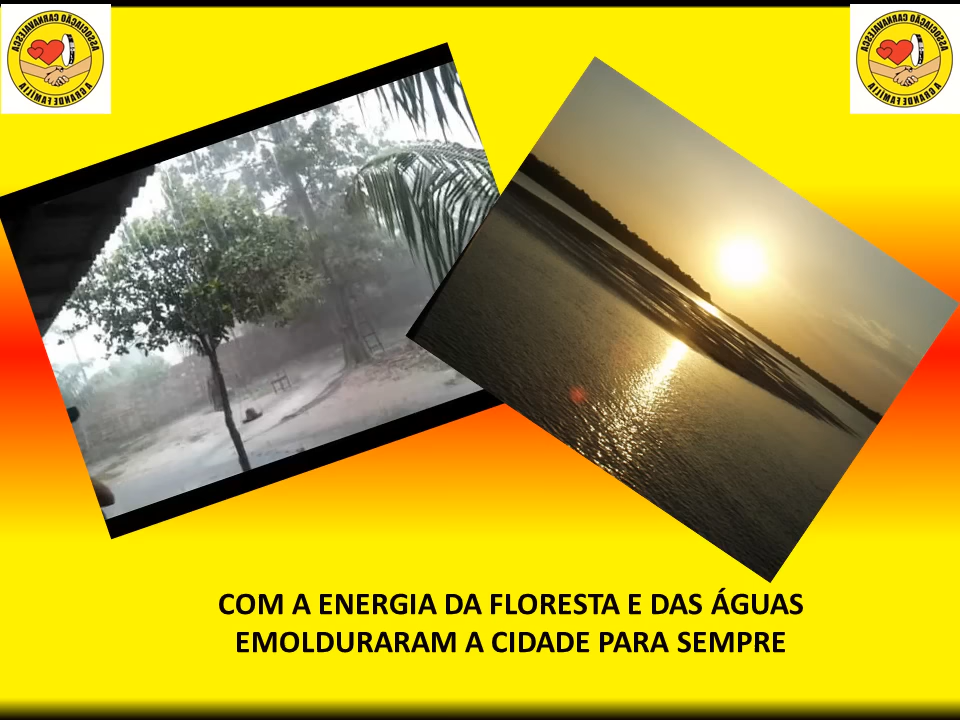 ASSOCIAÇÃO CARNAVALESCA
A GRANDE FAMÍLIA
ASSOCIAÇÃO CARNAVALESCA
A GRANDE FAMÍLIA
COM A ENERGIA DA FLORESTA E DAS ÁGUAS
EMOLDURARAM A CIDADE PARA SEMPRE